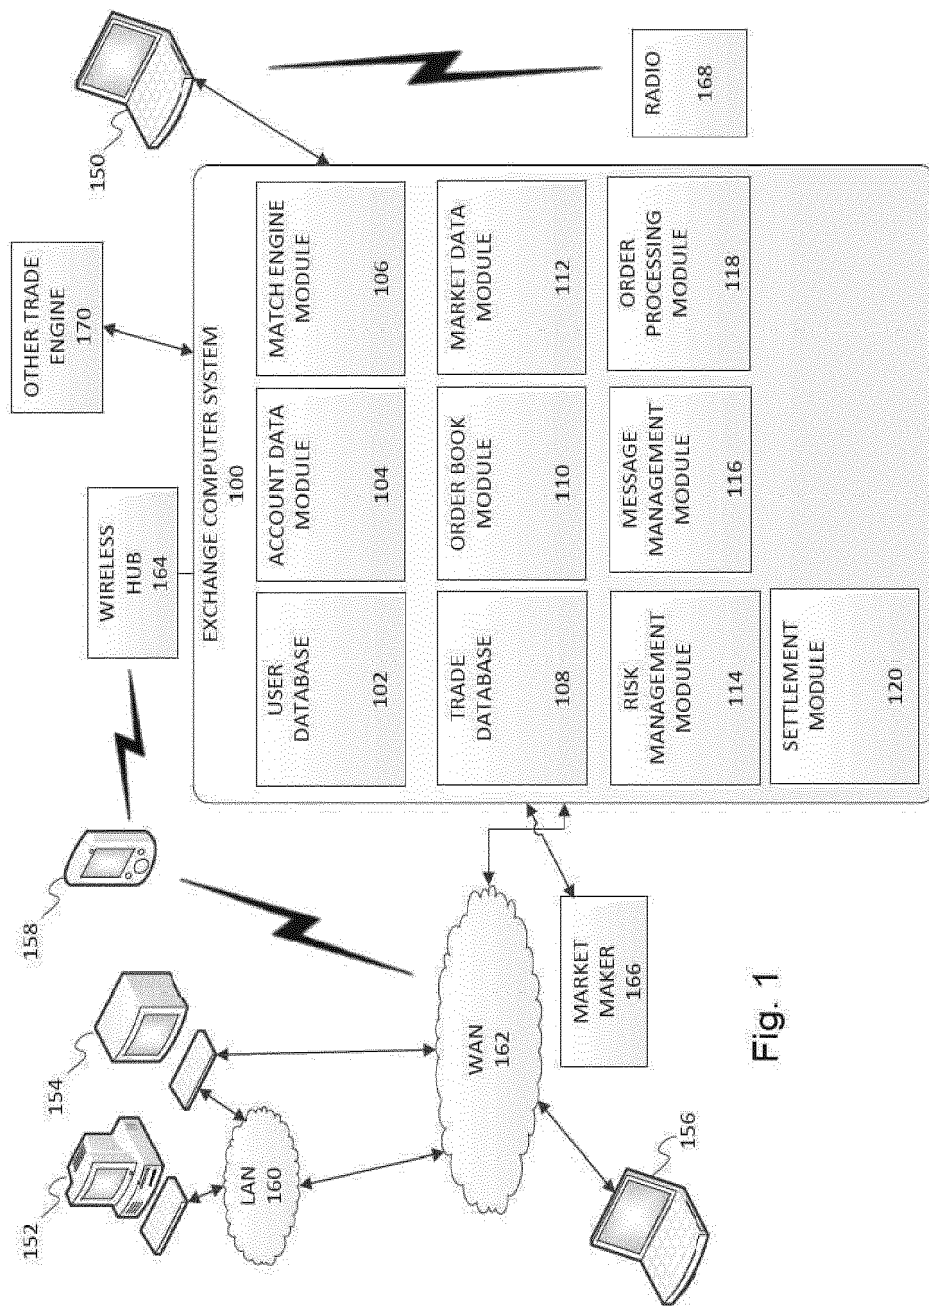 152
154
158
LAN
160
WAN
162
156
MARKET
MAKER
166
WIRELESS
HUB
164
OTHER TRADE
ENGINE
170
150
RADIO
168
EXCHANGE COMPUTER SYSTEM
100
USER
DATABASE
102
ACCOUNT DATA
MODULE
104
MATCH ENGINE
MODULE
106
TRADE
DATABASE
108
ORDER BOOK
MODULE
110
MARKET DATA
MODULE
112
RISK
MANAGEMENT
MODULE
114
MESSAGE
MANAGEMENT
MODULE
116
ORDER
PROCESSING
MODULE
118
SETTLEMENT
MODULE
120
Fig. 1